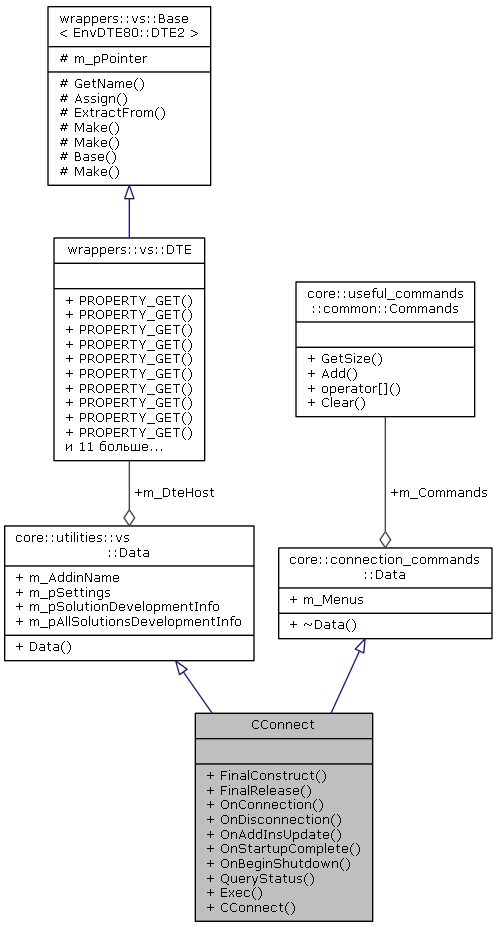 wrappers::vs::Base
< EnvDTE80::DTE2 >
# m_pPointer
# GetName()
# Assign()
# ExtractFrom()
# Make()
# Make()
# Base()
# Make()
wrappers::vs::DTE
+ PROPERTY_GET()
+ PROPERTY_GET()
+ PROPERTY_GET()
+ PROPERTY_GET()
+ PROPERTY_GET()
+ PROPERTY_GET()
+ PROPERTY_GET()
+ PROPERTY_GET()
+ PROPERTY_GET()
+ PROPERTY_GET()
и 11 больше...
core::useful_commands
::common::Commands
+ GetSize()
+ Add()
+ operator[]()
+ Clear()
+m_DteHost
+m_Commands
core::utilities::vs
::Data
+ m_AddinName
+ m_pSettings
+ m_pSolutionDevelopmentInfo
+ m_pAllSolutionsDevelopmentInfo
+ Data()
core::connection_commands
::Data
+ m_Menus
+ ~Data()
CConnect
+ FinalConstruct()
+ FinalRelease()
+ OnConnection()
+ OnDisconnection()
+ OnAddInsUpdate()
+ OnStartupComplete()
+ OnBeginShutdown()
+ QueryStatus()
+ Exec()
+ CConnect()